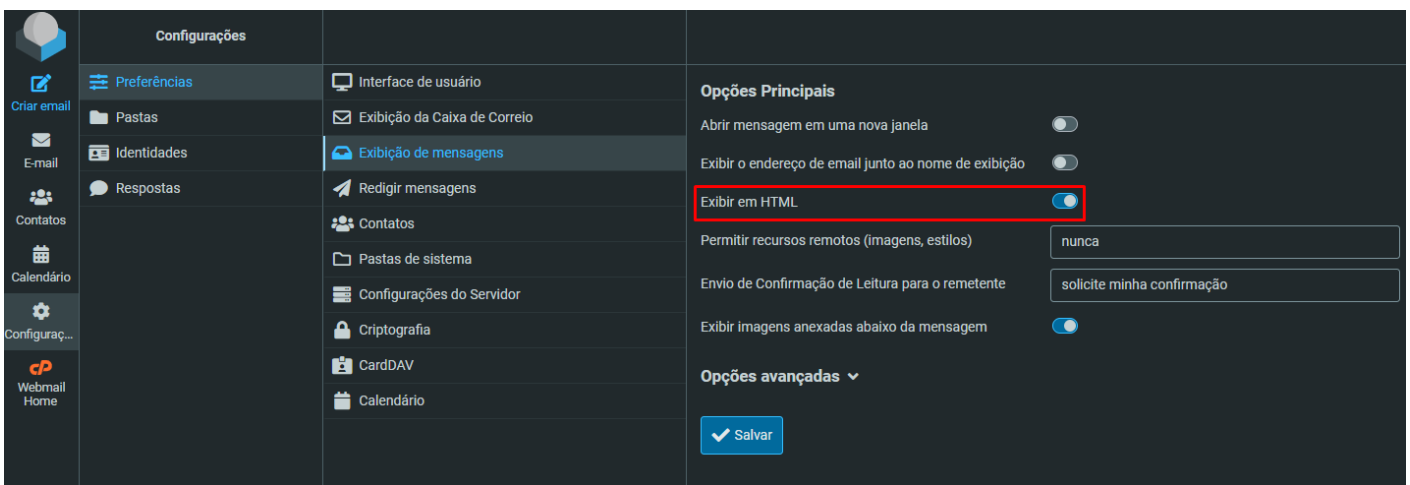 Criar email
E-mail
Contatos
Calendário
Configuraç...
cP
Webmail
Home
Configurações
Preferências
Pastas
Identidades
Respostas
Interface de usuário
Exibição da Caixa de Correio
Exibição de mensagens
Redigir mensagens
Contatos
Pastas de sistema
Configurações do Servidor
Criptografia
CardDAV
Calendário
Opções Principais
Abrir mensagem em uma nova janela
Exibir o endereço de email junto ao nome de exibição
Exibir em HTML
Permitir recursos remotos (imagens, estilos) nunca
Envio de Confirmação de Leitura para o remetente solicite minha confirmação
Exibir imagens anexadas abaixo da mensagem
Opções avançadas
Salvar